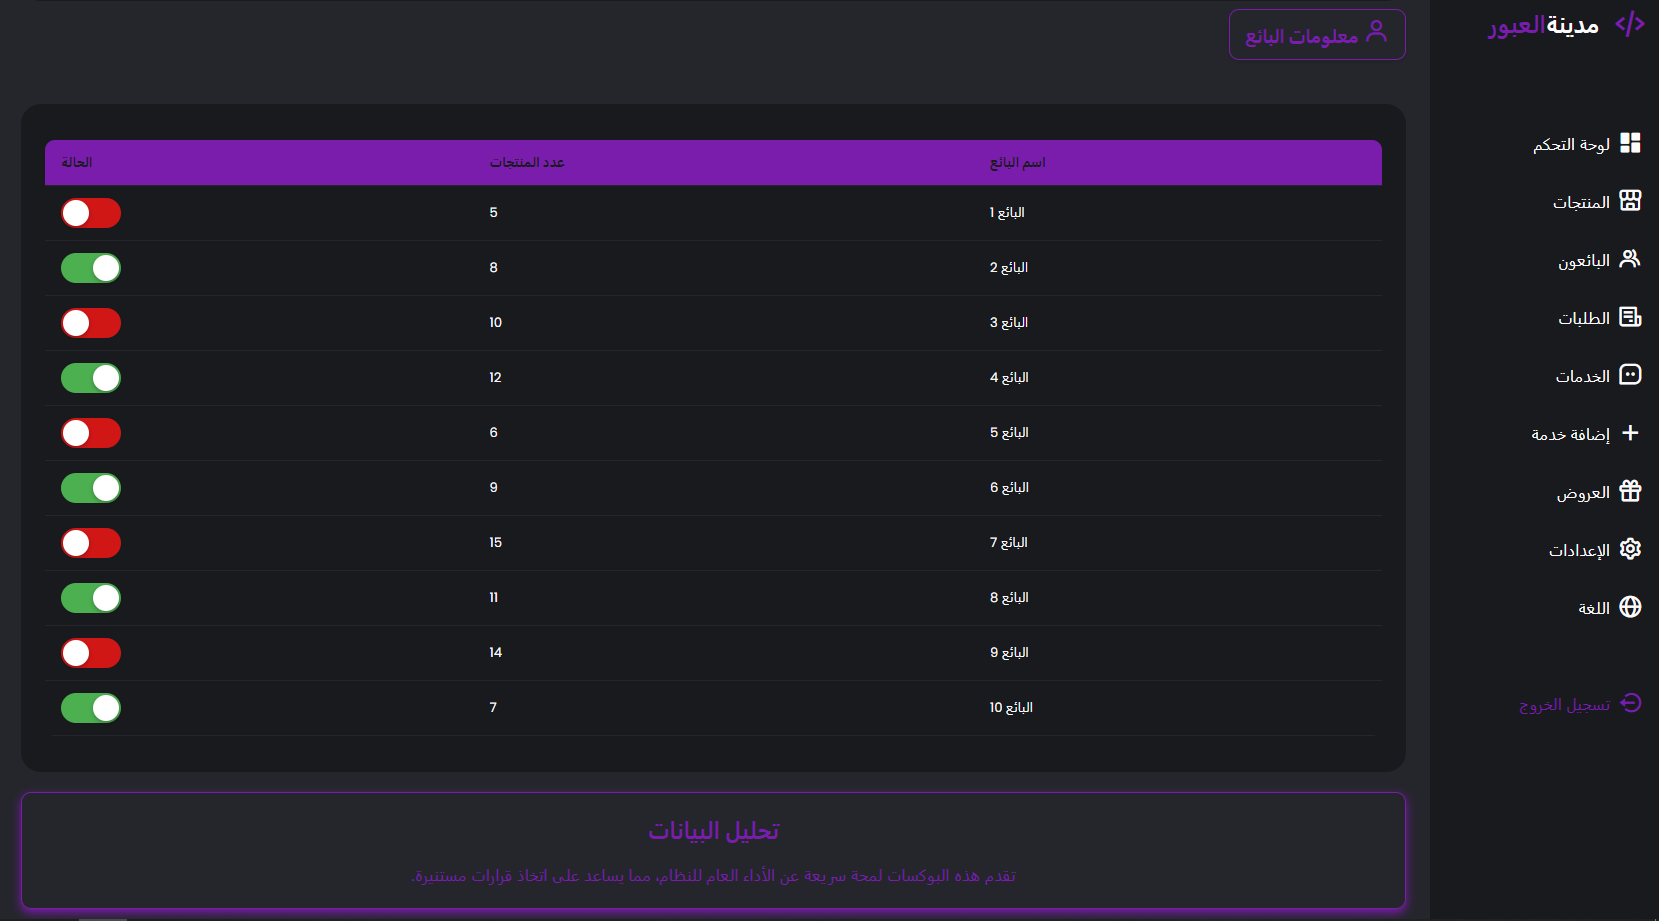 مدينةالعبور
لوحة التحكم
المنتجات
البائعون
الطلبات
الخدمات
إضافة خدمة
العروض
الإعدادات
اللغة
تسجيل الخروج
معلومات البائع
اسم البائع عدد المنتجات الحالة
البائع 1 5
البائع 2 8
البائع 3 10
البائع 4 12
البائع 5 6
البائع 6 9
البائع 7 15
البائع 8 11
البائع 9 14
البائع 10 7
تحليل البيانات
تقدم هذه البوكسات لمحة سريعة عن الأداء العام للنظام، مما يساعد على اتخاذ قرارات مستنيرة.